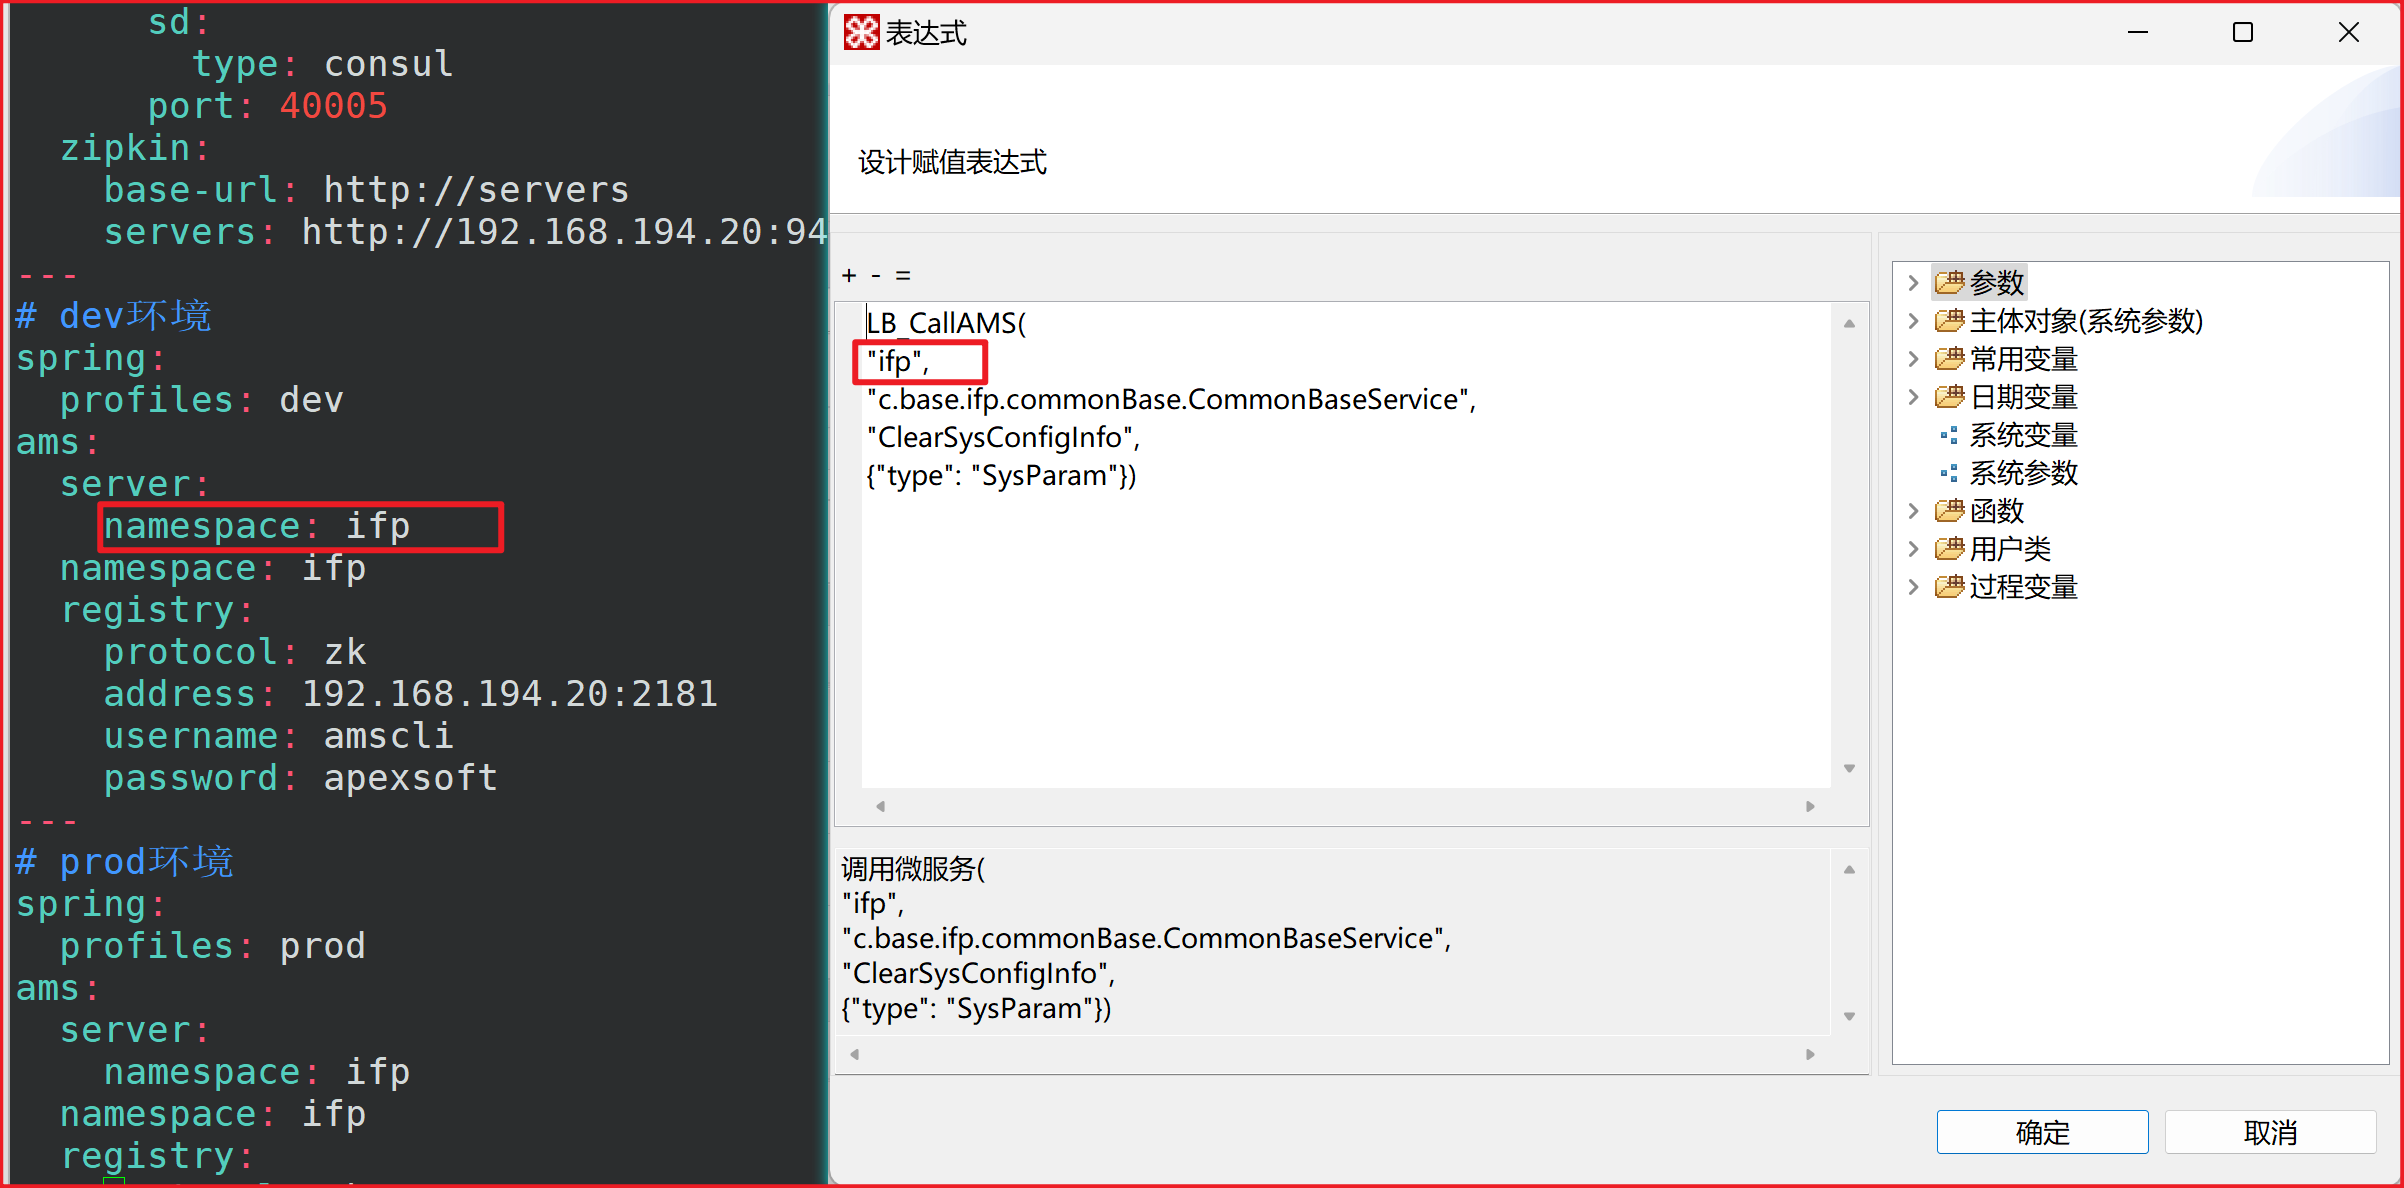 sd:
type: consul
port: 40005
zipkin:
base-url: http://servers
servers: http://192.168.194.20:94
---
# dev环境
spring:
profiles: dev
ams:
server:
namespace: ifp
namespace: ifp
registry:
protocol: zk
address: 192.168.194.20:2181
username: amscli
password: apexsoft
---
# prod环境
spring:
profiles: prod
ams:
server:
namespace: ifp
namespace: ifp
registry:
表达式
设计赋值表达式
+ - =
LB_CallAMS(
"ifp",
"c.base.ifp.commonBase.CommonBaseService",
"ClearSysConfigInfo",
{"type": "SysParam"})
调用微服务(
"ifp",
"c.base.ifp.commonBase.CommonBaseService",
"ClearSysConfigInfo",
{"type": "SysParam"})
参数
主体对象(系统参数)
常用变量
日期变量
系统变量
系统参数
函数
用户类
过程变量
确定
取消